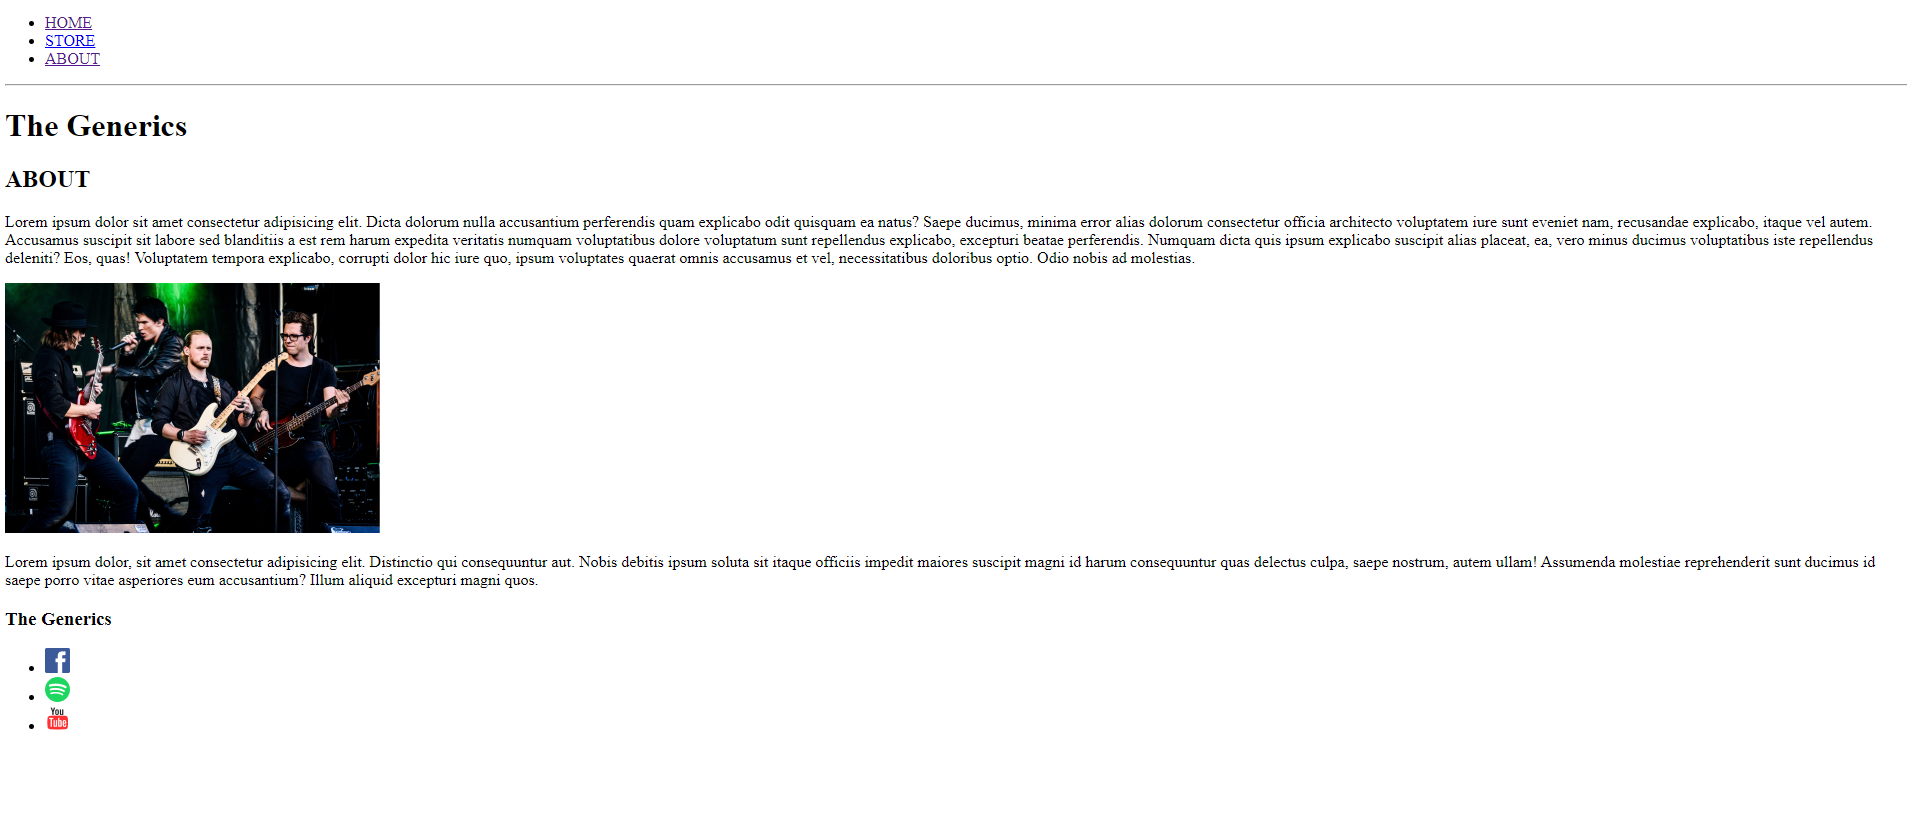 HOME
STORE
ABOUT
The Generics
ABOUT
Lorem ipsum dolor sit amet consectetur adipisicing elit. Dicta dolorum nulla accusantium perferendis quam explicabo odit quisquam ea natus? Saepe ducimus, minima error alias dolorum consectetur officia architecto voluptatem iure sunt eveniet nam, recusandae explicabo, itaque vel autem.
Accusamus suscipit sit labore sed blanditiis a est rem harum expedita veritatis numquam voluptatibus dolore voluptatum sunt repellendus explicabo, excepturi beatae perferendis. Numquam dicta quis ipsum explicabo suscipit alias placeat, ea, vero minus ducimus voluptatibus iste repellendus
deleniti? Eos, quas! Voluptatem tempora explicabo, corrupti dolor hic iure quo, ipsum voluptates quaerat omnis accusamus et vel, necessitatibus doloribus optio. Odio nobis ad molestias.
Lorem ipsum dolor, sit amet consectetur adipisicing elit. Distinctio qui consequuntur aut. Nobis debitis ipsum soluta sit itaque officiis impedit maiores suscipit magni id harum consequuntur quas delectus culpa, saepe nostrum, autem ullam! Assumenda molestiae reprehenderit sunt ducimus id
saepe porro vitae asperiores eum accusantium? Illum aliquid excepturi magni quos.
The Generics
f
You
Tube